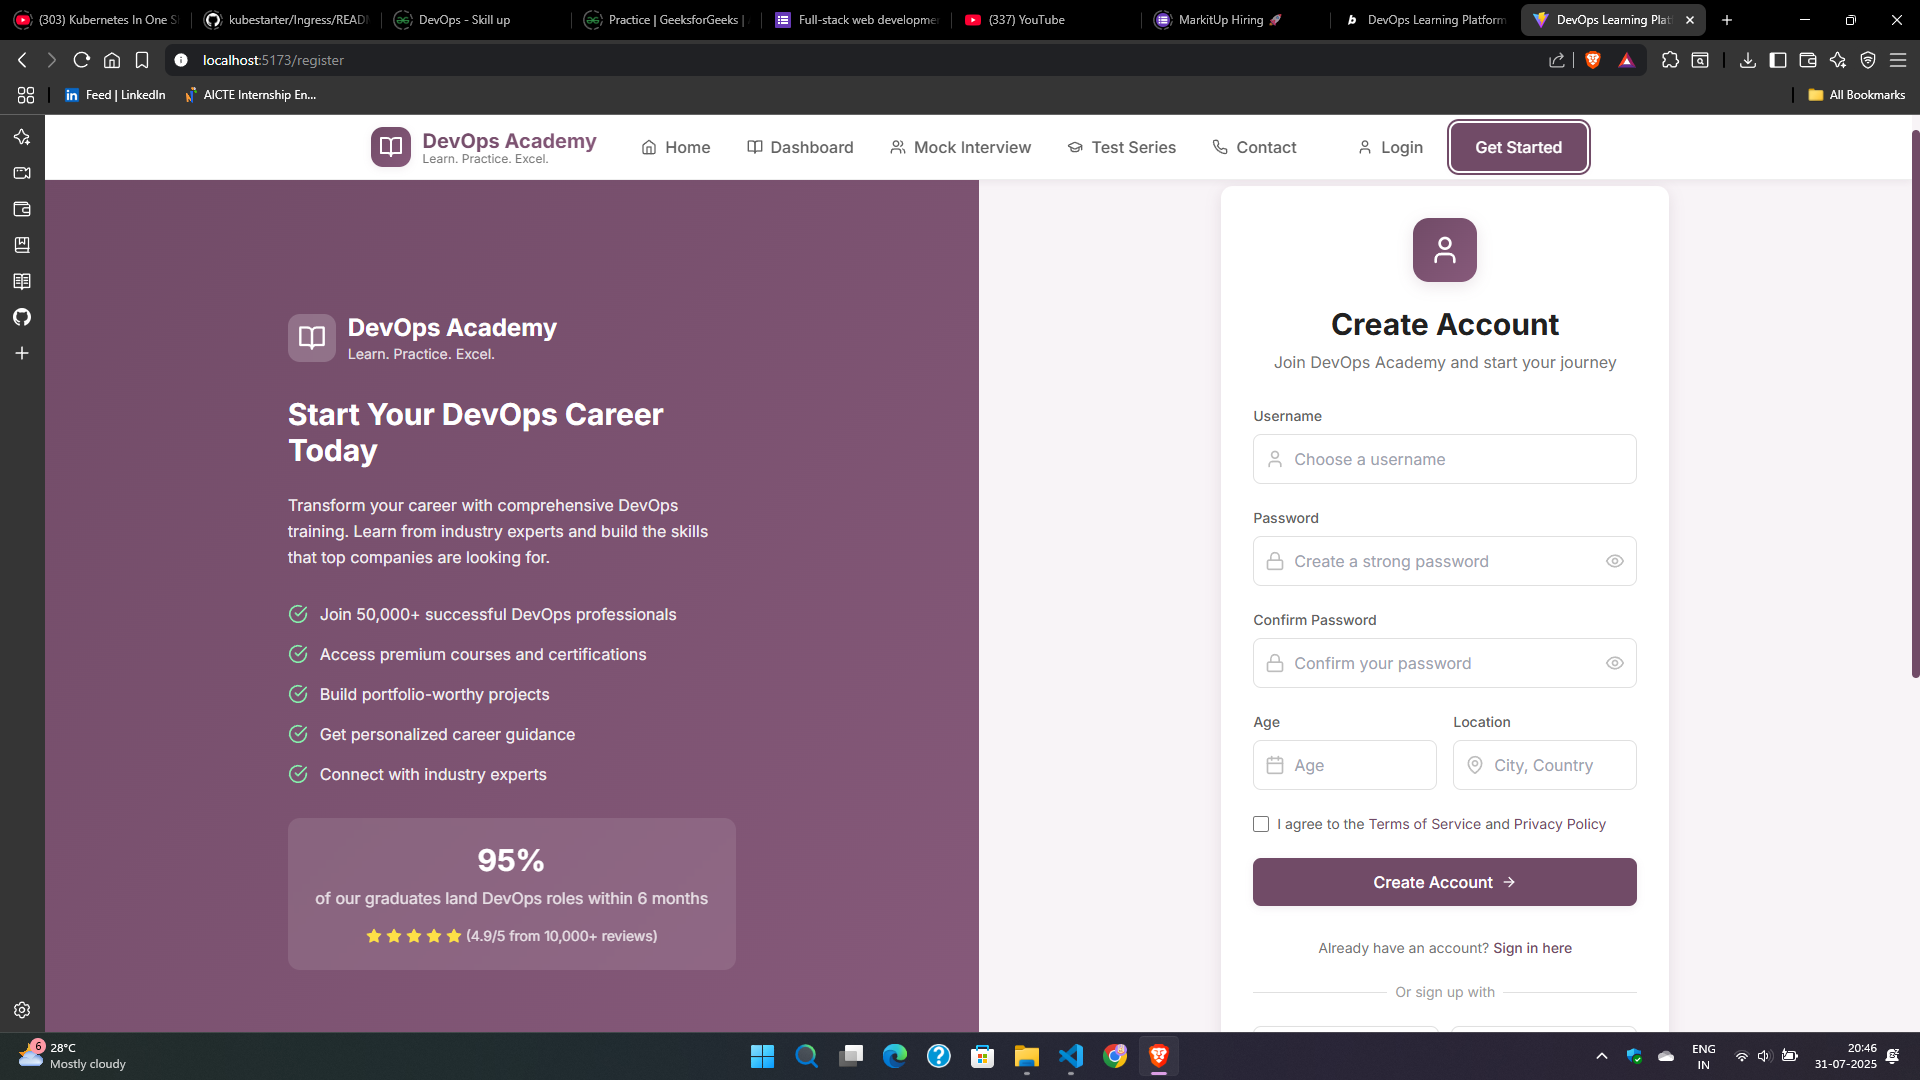 (303) Kubernetes In One S
kubestarter/Ingress/READ
DevOps - Skill up
Practice | GeeksforGeeks |
Full-stack web developme
(337) YouTube
MarkitUp Hiring 🚀
DevOps Learning Platform
DevOps Learning Plat
localhost:5173/register
Feed | LinkedIn
AICTE Internship En...
All Bookmarks
DevOps Academy
Learn. Practice. Excel.
Home
Dashboard
Mock Interview
Test Series
Contact
Login
Get Started
DevOps Academy
Learn. Practice. Excel.
Start Your DevOps Career
Today
Transform your career with comprehensive DevOps
training. Learn from industry experts and build the skills
that top companies are looking for.
Join 50,000+ successful DevOps professionals
Access premium courses and certifications
Build portfolio-worthy projects
Get personalized career guidance
Connect with industry experts
95%
of our graduates land DevOps roles within 6 months
(4.9/5 from 10,000+ reviews)
Create Account
Join DevOps Academy and start your journey
Username
Choose a username
Password
Create a strong password
Confirm Password
Confirm your password
Age
Location
Age
City, Country
I agree to the Terms of Service and Privacy Policy
Create Account →
Already have an account? Sign in here
Or sign up with
6
28°C
Mostly cloudy
ENG
IN
20:46
31-07-2025